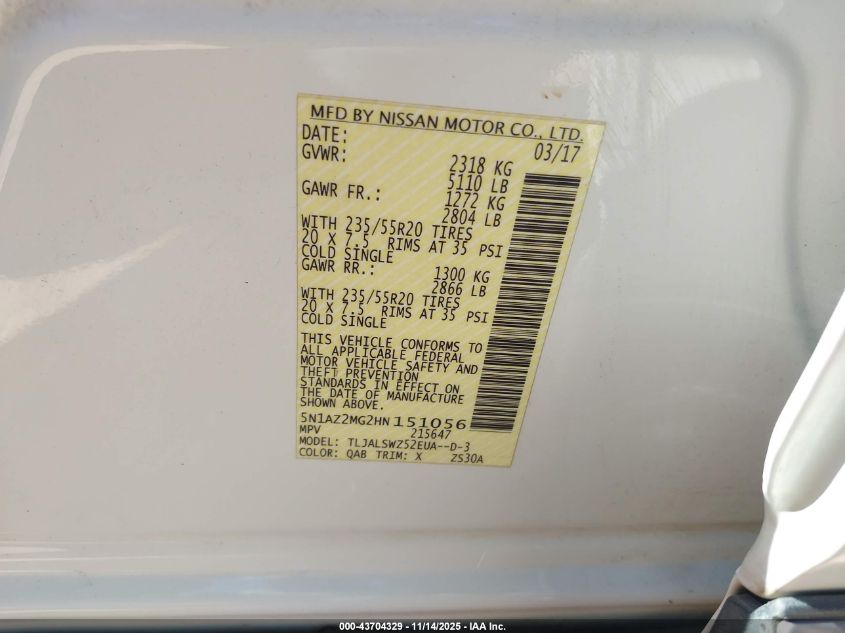 MFD BY NISSAN MOTOR CO., LTD.
DATE: 03/17
GVWR: 2318 KG
5110 LB
GAWR FR.: 1272 KG
2804 LB
WITH 235/55R20 TIRES
20 X 7.5 RIMS AT 35 PSI
COLD SINGLE
GAWR RR.: 1300 KG
2866 LB
WITH 235/55R20 TIRES
20 X 7.5 RIMS AT 35 PSI
COLD SINGLE
THIS VEHICLE CONFORMS TO
ALL APPLICABLE FEDERAL
MOTOR VEHICLE SAFETY AND
THEFT PREVENTION
STANDARDS IN EFFECT ON
THE DATE OF MANUFACTURE
SHOWN ABOVE.
5N1AZ2MG2HN151056
MPV 215647
MODEL: TLJALSWZ52EUA--D-3
COLOR: QAB TRIM: X ZS30A
000-43704329 - 11/14/2025 - IAA Inc.